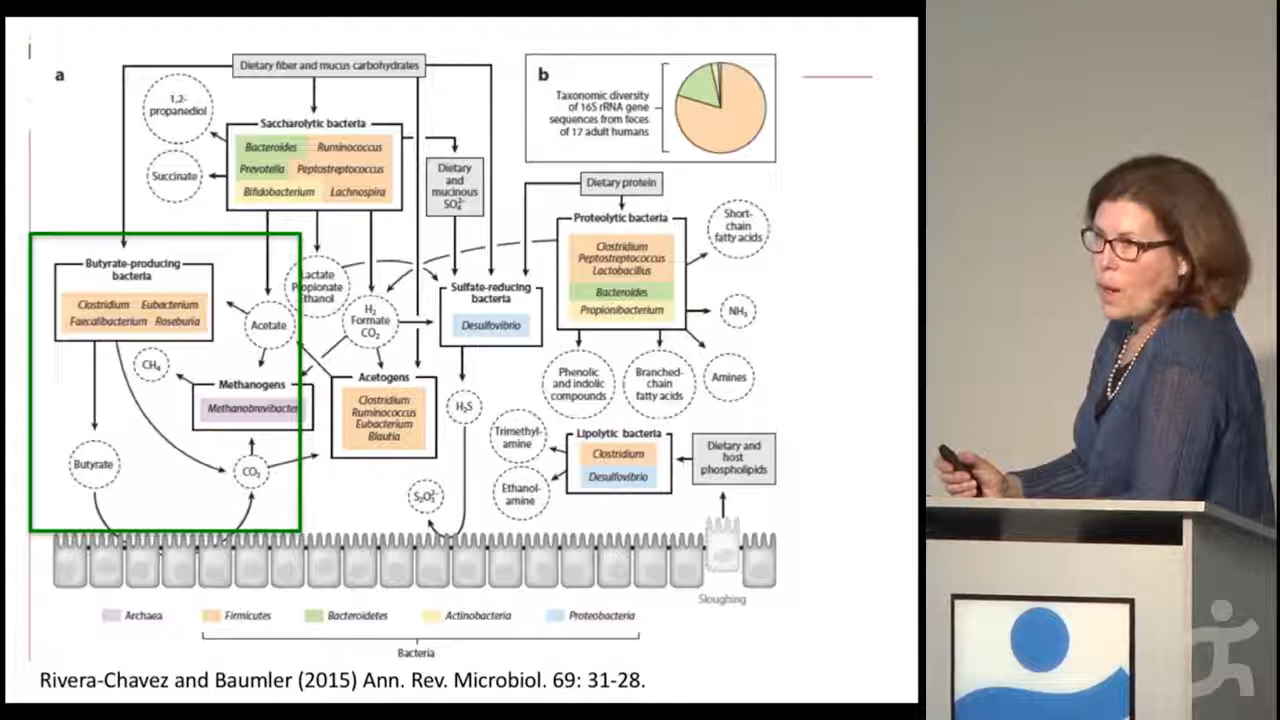 a
Dietary fiber and mucus carbohydrates
1,2-
propanediol
Succinate
Saccharolytic bacteria
Bacteroides Ruminococcus
Prevotella Peptostreptococcus
Bifidobacterium Lachnospira
Dietary
and
mucinous
SO₄²⁻
b
Taxonomic diversity
of 16S rRNA gene
sequences from feces
of 17 adult humans
Dietary protein
Proteolytic bacteria
Clostridium
Peptostreptococcus
Lactobacillus
Bacteroides
Propionibacterium
Short-
chain
fatty acids
NH₃
Amines
Branched-
chain
fatty acids
Phenolic
and indolic
compounds
Butyrate-producing
bacteria
Clostridium Eubacterium
Faecalibacterium Roseburia
Acetate
Lactate
Propionate
Ethanol
H₂
Formate
CO₂
Sulfate-reducing
bacteria
Desulfovibrio
CH₄
Methanogens
Methanobrevibacter
Acetogens
Clostridium
Ruminococcus
Eubacterium
Blautia
H₂S
Trimethyl-
amine
Ethanol-
amine
Lipolytic bacteria
Clostridium
Desulfovibrio
Dietary and
host
phospholipids
Butyrate
CO₂
S₂O₃²⁻
Sloughing
Archaea Firmicutes Bacteroidetes Actinobacteria Proteobacteria
Bacteria
Rivera-Chavez and Baumler (2015) Ann. Rev. Microbiol. 69: 31-28.